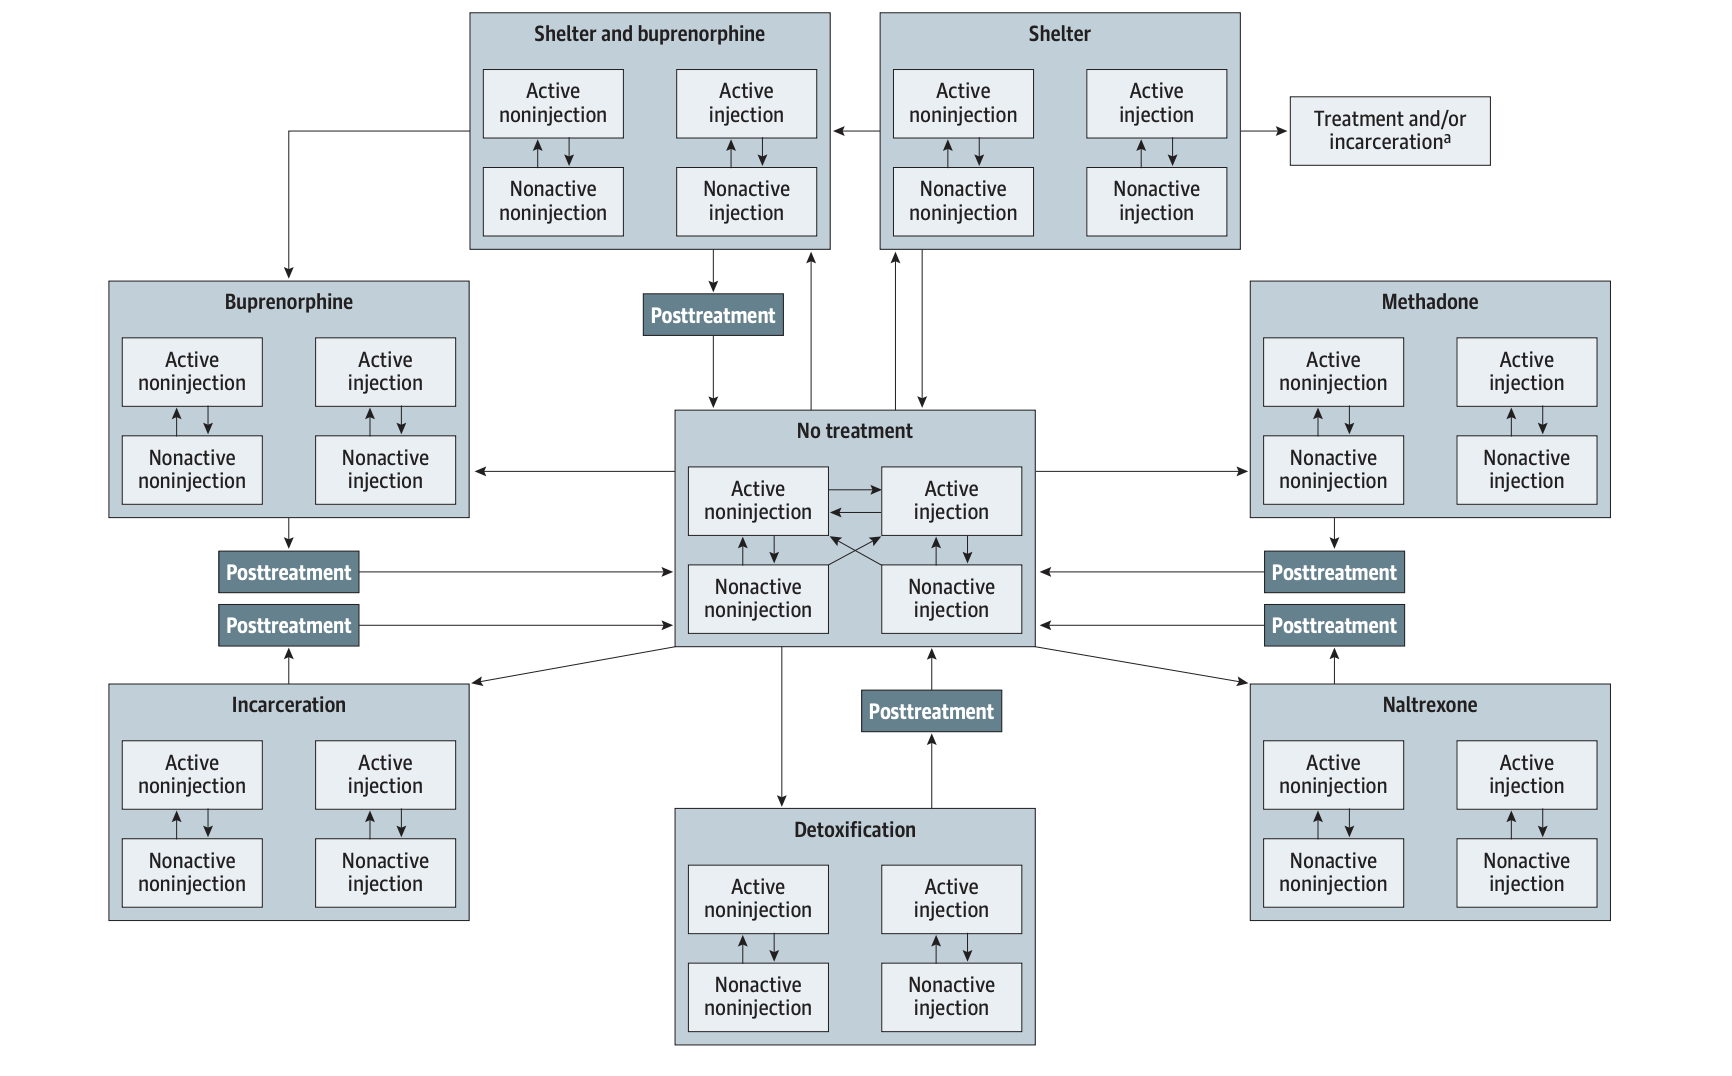 Shelter and buprenorphine
Active
noninjection
Active
injection
Nonactive
noninjection
Nonactive
injection
Shelter
Active
noninjection
Active
injection
Nonactive
noninjection
Nonactive
injection
Treatment and/or
incarcerationᵃ
Buprenorphine
Active
noninjection
Active
injection
Nonactive
noninjection
Nonactive
injection
Posttreatment
Methadone
Active
noninjection
Active
injection
Nonactive
noninjection
Nonactive
injection
No treatment
Active
noninjection
Active
injection
Nonactive
noninjection
Nonactive
injection
Posttreatment
Posttreatment
Posttreatment
Posttreatment
Incarceration
Active
noninjection
Active
injection
Nonactive
noninjection
Nonactive
injection
Posttreatment
Naltrexone
Active
noninjection
Active
injection
Nonactive
noninjection
Nonactive
injection
Detoxification
Active
noninjection
Active
injection
Nonactive
noninjection
Nonactive
injection